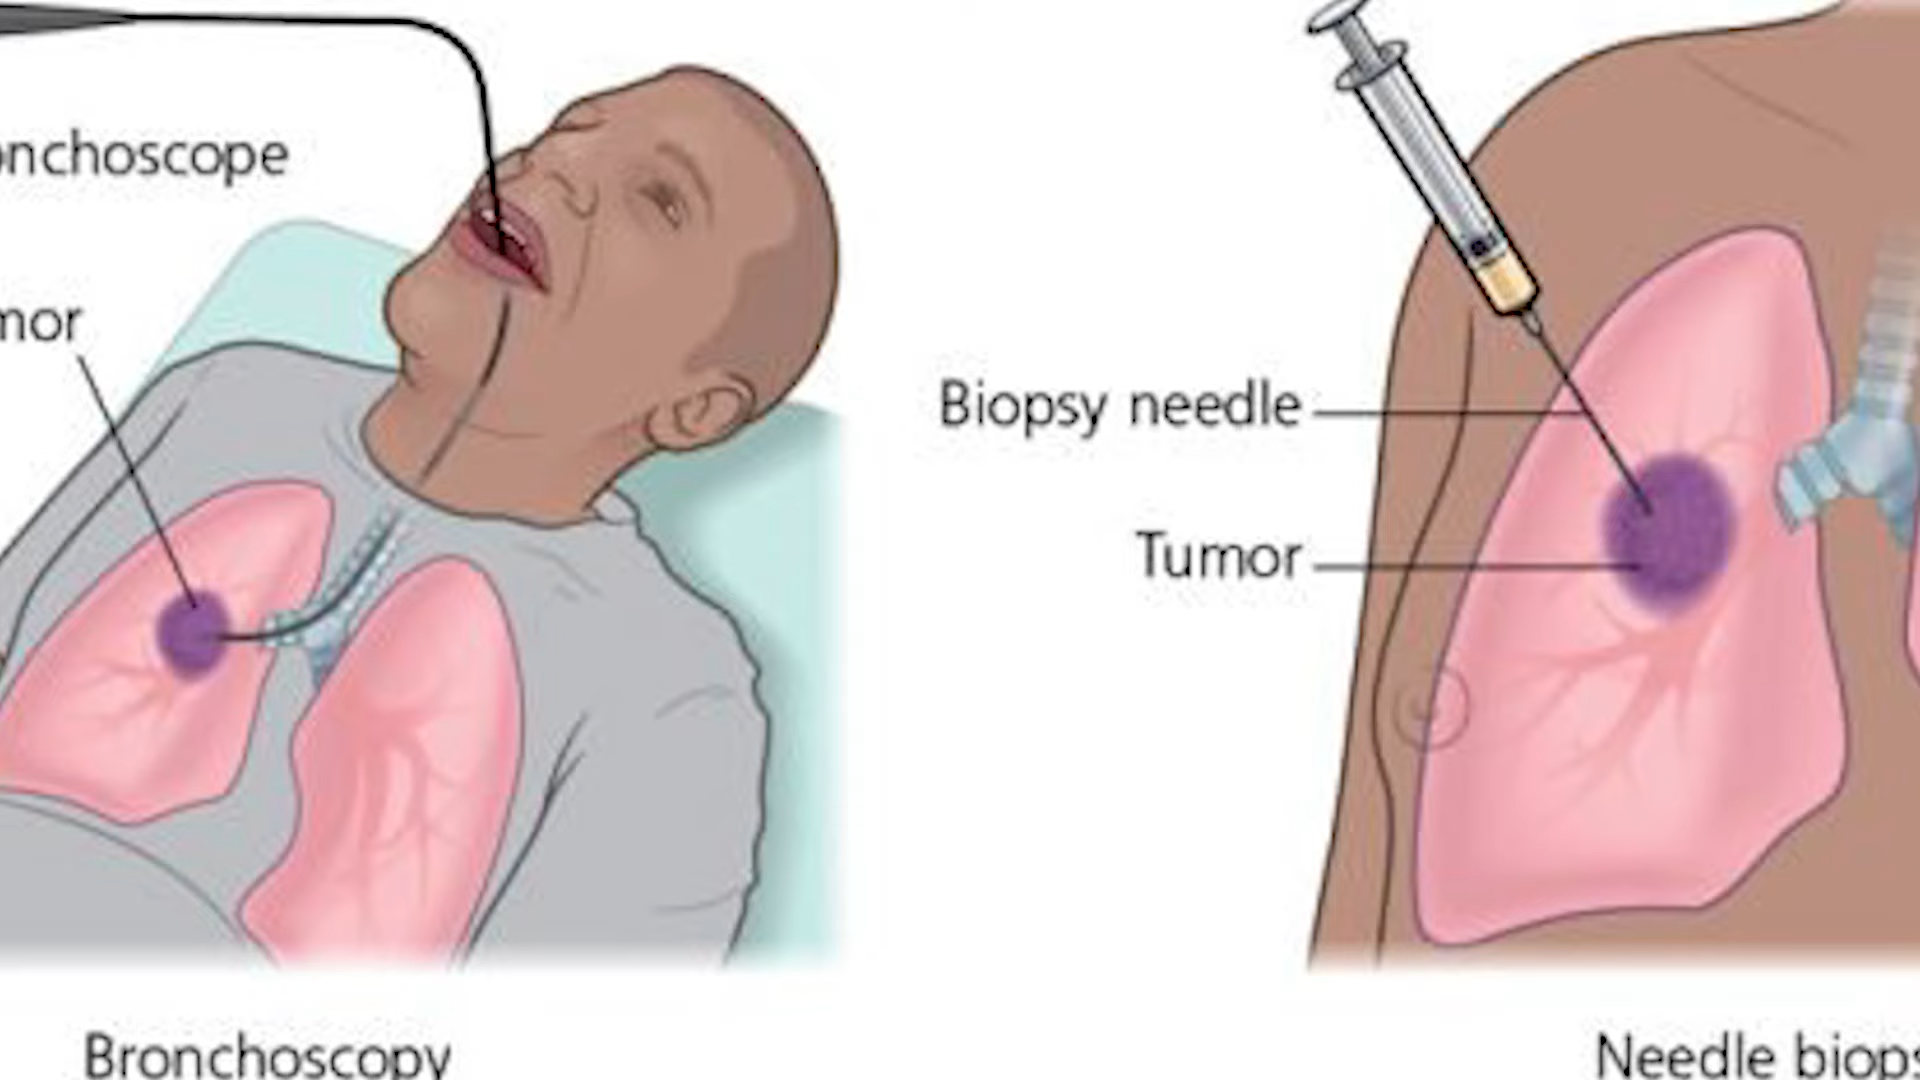 onchoscope
mor
Biopsy needle
Tumor
Bronchoscopy
Needle biops